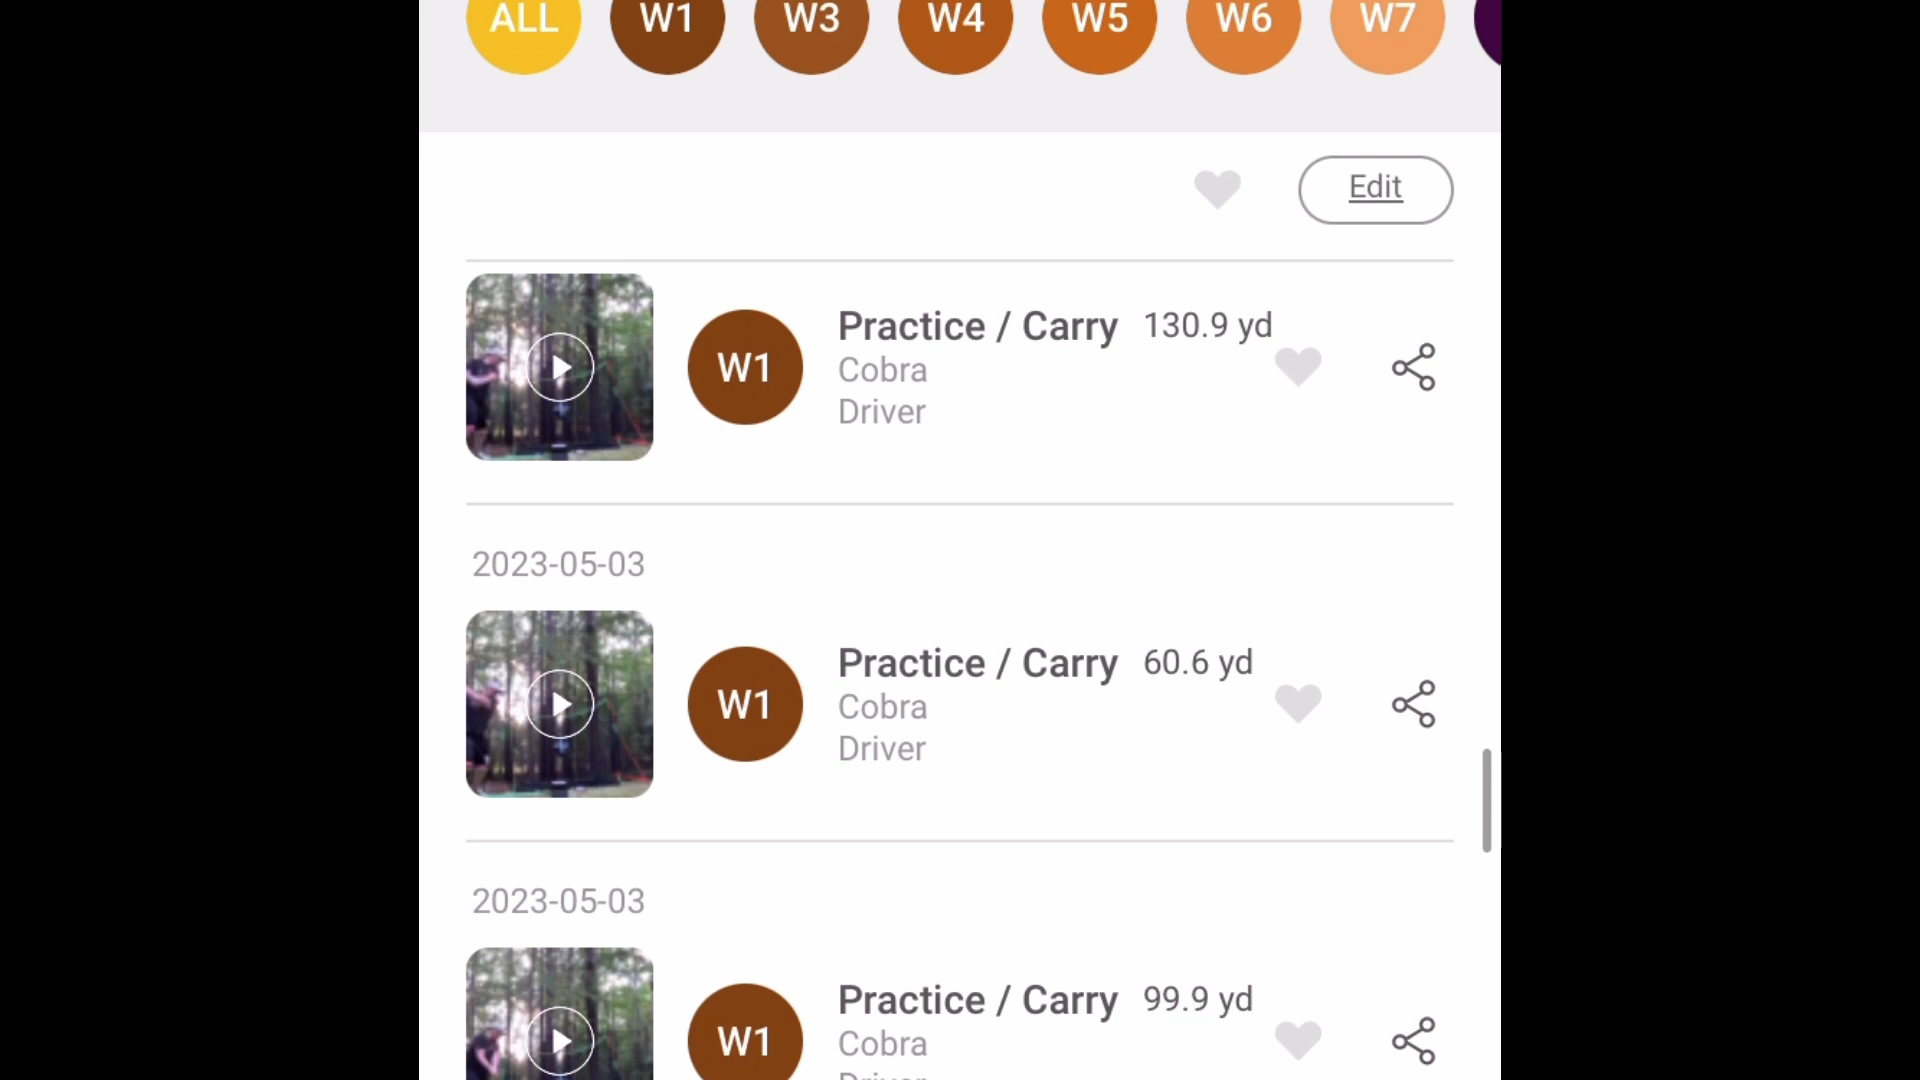 ALL W1 W3 W4 W5 W6 W7
Edit
Practice / Carry 130.9 yd
W1
Cobra
Driver
2023-05-03
Practice / Carry 60.6 yd
W1
Cobra
Driver
2023-05-03
Practice / Carry 99.9 yd
W1
Cobra
Driver